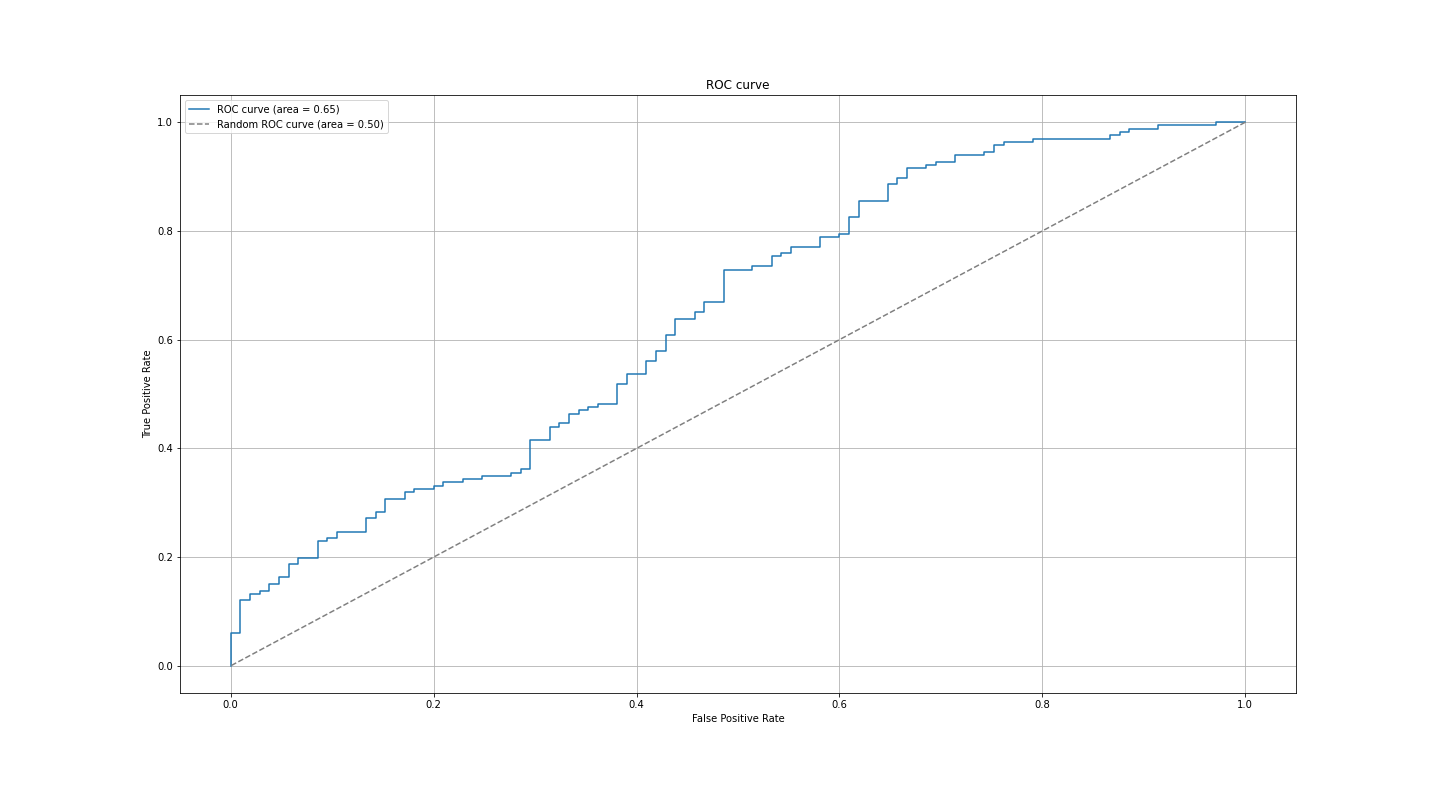 ROC curve
ROC curve (area = 0.65)
Random ROC curve (area = 0.50)
1.0
0.8
0.6
0.4
0.2
0.0
True Positive Rate
0.0 0.2 0.4 0.6 0.8 1.0
False Positive Rate